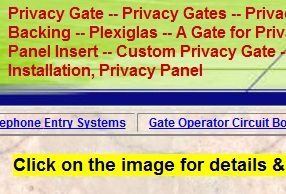 Privacy Gate -- Privacy Gates -- Priva
Backing -- Plexiglas -- A Gate for Priv
Panel Insert -- Custom Privacy Gate -
Installation, Privacy Panel
ephone Entry Systems Gate Operator Circuit Bo
Click on the image for details &